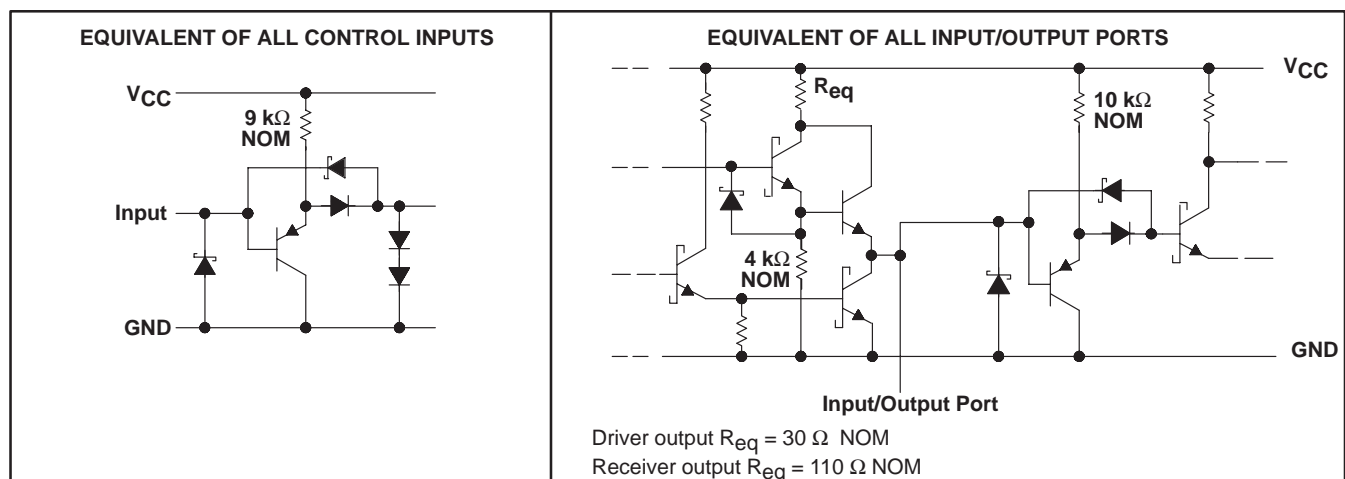 EQUIVALENT OF ALL CONTROL INPUTS
VCC
9 kΩ
NOM
Input
GND
EQUIVALENT OF ALL INPUT/OUTPUT PORTS
VCC
Req
10 kΩ
NOM
4 kΩ
NOM
GND
Input/Output Port
Driver output Req = 30 Ω NOM
Receiver output Req = 110 Ω NOM